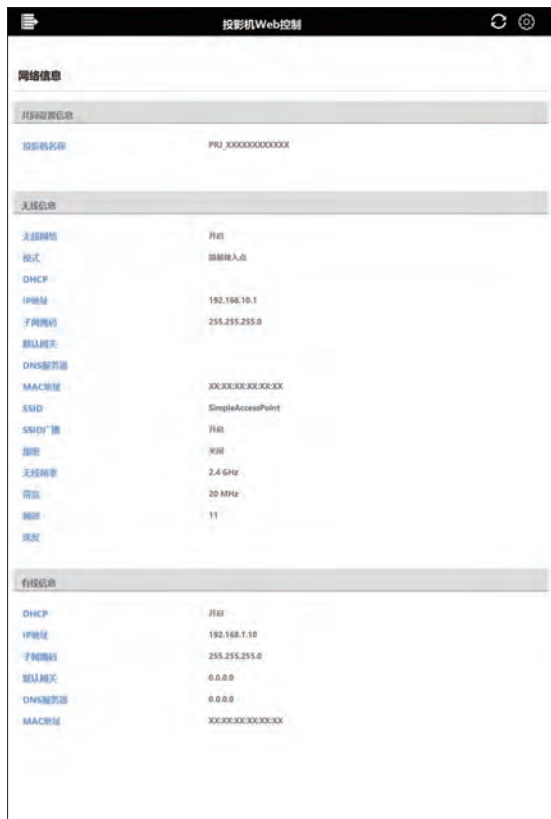 投影机Web控制
网络信息
共同设置信息
投影机名称 PRJ_XXXXXXXXXXXX
无线信息
无线网络 开启
模式 简易接入点
DHCP
IP地址 192.168.10.1
子网掩码 255.255.255.0
默认网关
DNS服务器
MAC地址 XX:XX:XX:XX:XX:XX
SSID SimpleAccessPoint
SSID广播 开启
加密 关闭
无线频率 2.4 GHz
带宽 20 MHz
频道 11
速度
有线信息
DHCP 开启
IP地址 192.168.1.10
子网掩码 255.255.255.0
默认网关 0.0.0.0
DNS服务器 0.0.0.0
MAC地址 XX:XX:XX:XX:XX:XX